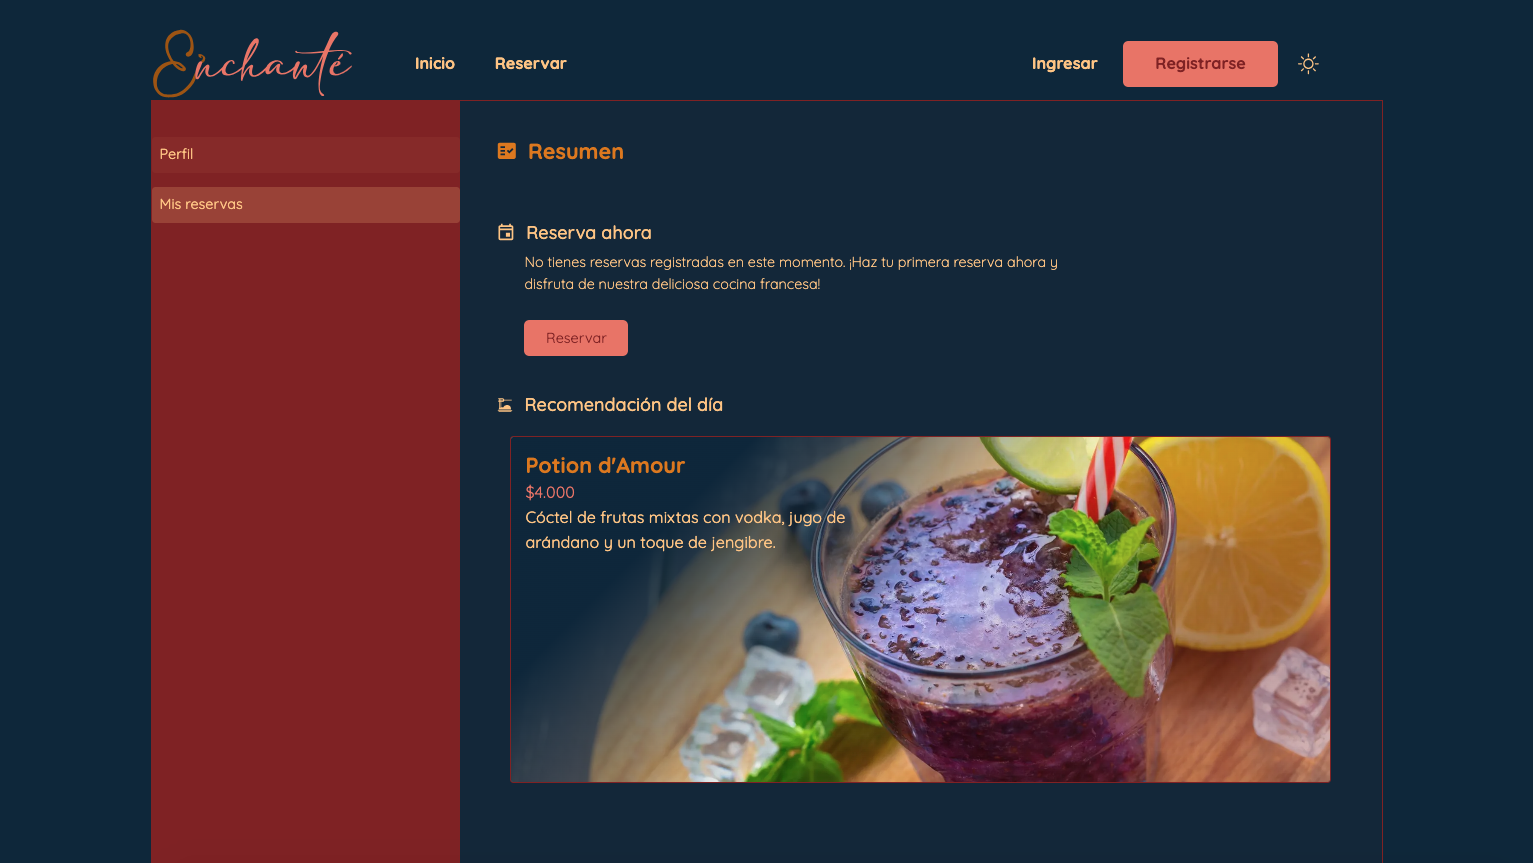 Enchanté
Inicio
Reservar
Ingresar
Registrarse
Perfil
Mis reservas
Resumen
Reserva ahora
No tienes reservas registradas en este momento. ¡Haz tu primera reserva ahora y
disfruta de nuestra deliciosa cocina francesa!
Reservar
Recomendación del día
Potion d'Amour
$4.000
Cóctel de frutas mixtas con vodka, jugo de
arándano y un toque de jengibre.